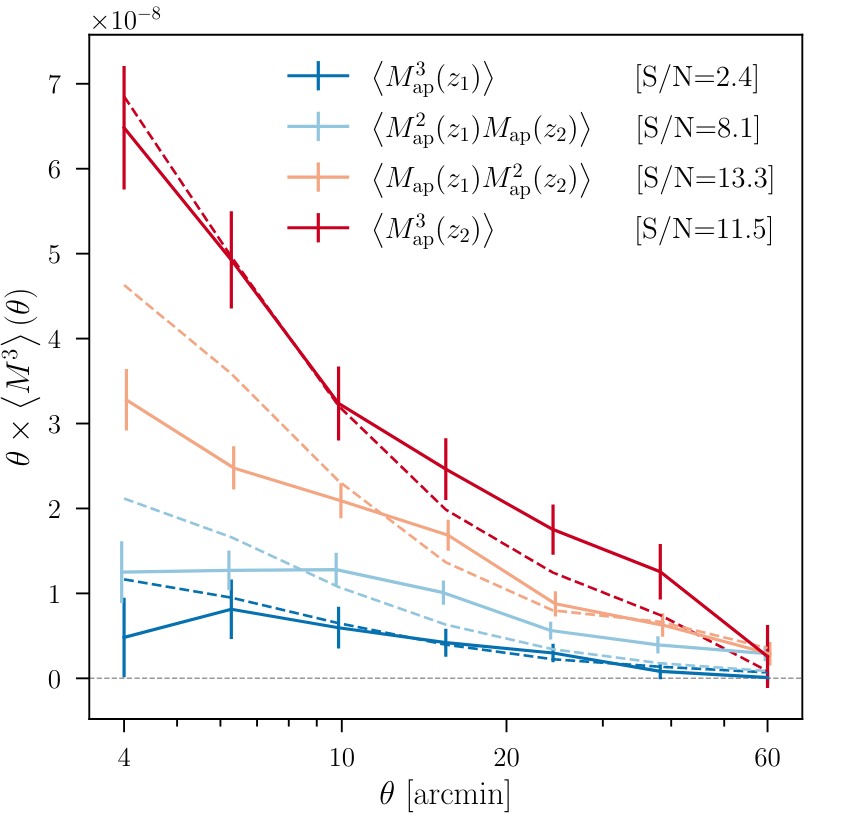 ×10⁻⁸
⟨M³ap(z₁)⟩ [S/N=2.4]
⟨M²ap(z₁)Map(z₂)⟩ [S/N=8.1]
⟨Map(z₁)M²ap(z₂)⟩ [S/N=13.3]
⟨M³ap(z₂)⟩ [S/N=11.5]
θ × ⟨M³⟩(θ)
7
6
5
4
3
2
1
0
4 10 20 60
θ [arcmin]